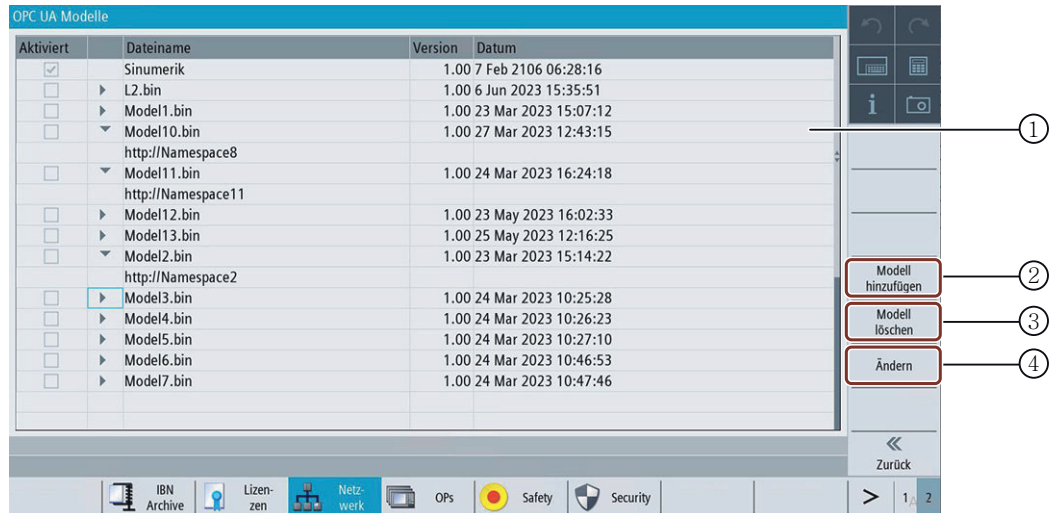 OPC UA Modelle
Aktiviert Dateiname Version Datum
Sinumerik 1.00 7 Feb 2106 06:28:16
L2.bin 1.00 6 Jun 2023 15:35:51
Model1.bin 1.00 23 Mar 2023 15:07:12
Model10.bin 1.00 27 Mar 2023 12:43:15
http://Namespace8
Model11.bin 1.00 24 Mar 2023 16:24:18
http://Namespace11
Model12.bin 1.00 23 May 2023 16:02:33
Model13.bin 1.00 25 May 2023 12:16:25
Model2.bin 1.00 23 Mar 2023 15:14:22
http://Namespace2
Model3.bin 1.00 24 Mar 2023 10:25:28
Model4.bin 1.00 24 Mar 2023 10:26:23
Model5.bin 1.00 24 Mar 2023 10:27:10
Model6.bin 1.00 24 Mar 2023 10:46:53
Model7.bin 1.00 24 Mar 2023 10:47:46
i
1
Modell
hinzufügen
2
Modell
löschen
3
Ändern
4
Zurück
IBN
Archive
Lizen-
zen
Netz-
werk
OPs
Safety
Security
>
1 2